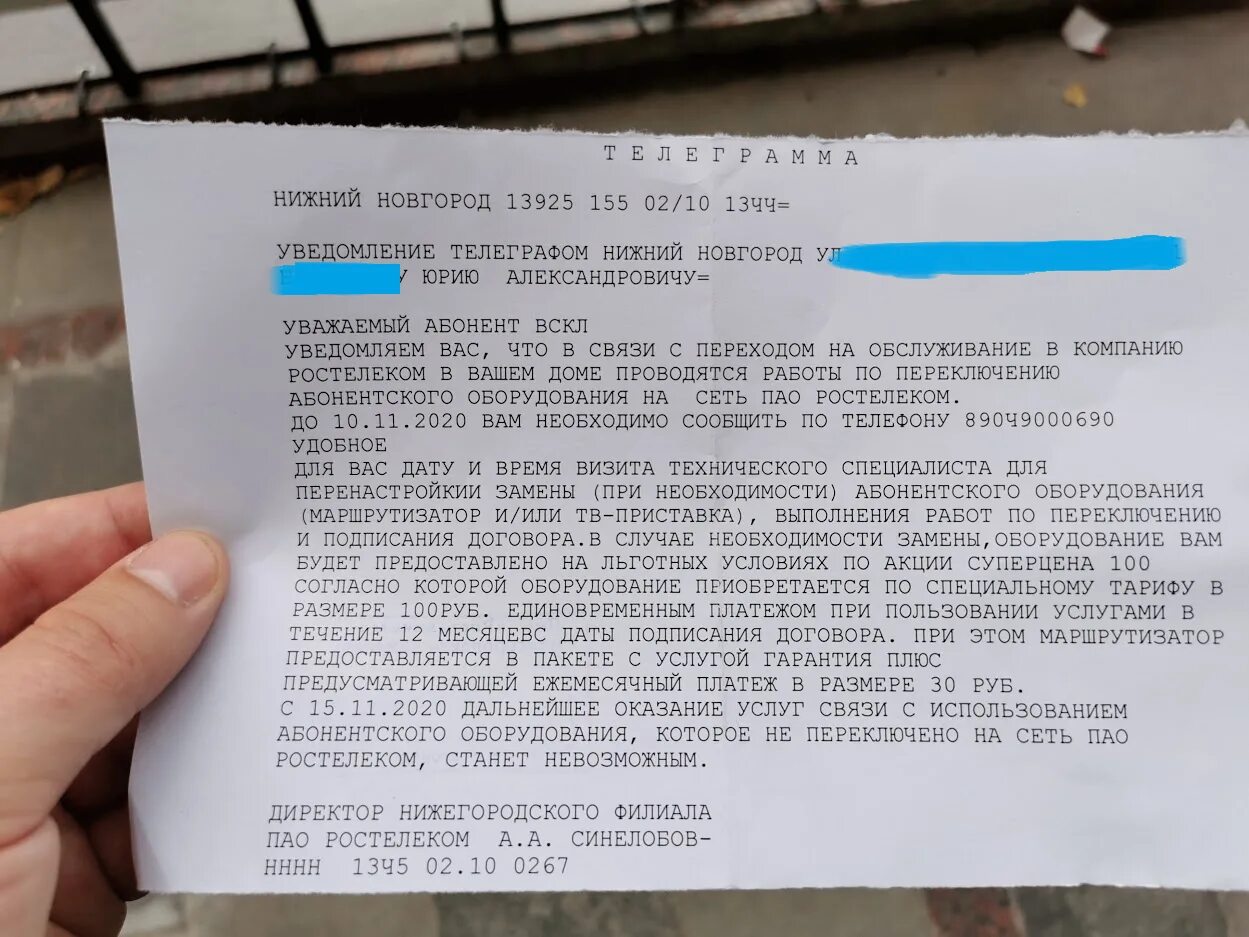 ТЕЛЕГРАММА
НИЖНИЙ НОВГОРОД 13925 155 02/10 13ЧЧ=
УВЕДОМЛЕНИЕ ТЕЛЕГРАФОМ НИЖНИЙ НОВГОРОД УЛ
У ЮРИЮ АЛЕКСАНДРОВИЧУ=
УВАЖАЕМЫЙ АБОНЕНТ ВСКЛ
УВЕДОМЛЯЕМ ВАС, ЧТО В СВЯЗИ С ПЕРЕХОДОМ НА ОБСЛУЖИВАНИЕ В КОМПАНИЮ
РОСТЕЛЕКОМ В ВАШЕМ ДОМЕ ПРОВОДЯТСЯ РАБОТЫ ПО ПЕРЕКЛЮЧЕНИЮ
АБОНЕНТСКОГО ОБОРУДОВАНИЯ НА СЕТЬ ПАО РОСТЕЛЕКОМ.
ДО 10.11.2020 ВАМ НЕОБХОДИМО СООБЩИТЬ ПО ТЕЛЕФОНУ 890Ч9000690
УДОБНОЕ
ДЛЯ ВАС ДАТУ И ВРЕМЯ ВИЗИТА ТЕХНИЧЕСКОГО СПЕЦИАЛИСТА ДЛЯ
ПЕРЕНАСТРОЙКИИ ЗАМЕНЫ (ПРИ НЕОБХОДИМОСТИ) АБОНЕНТСКОГО ОБОРУДОВАНИЯ
(МАРШРУТИЗАТОР И/ИЛИ ТВ-ПРИСТАВКА), ВЫПОЛНЕНИЯ РАБОТ ПО ПЕРЕКЛЮЧЕНИЮ
И ПОДПИСАНИЯ ДОГОВОРА.В СЛУЧАЕ НЕОБХОДИМОСТИ ЗАМЕНЫ,ОБОРУДОВАНИЕ ВАМ
БУДЕТ ПРЕДОСТАВЛЕНО НА ЛЬГОТНЫХ УСЛОВИЯХ ПО АКЦИИ СУПЕРЦЕНА 100
СОГЛАСНО КОТОРОЙ ОБОРУДОВАНИЕ ПРИОБРЕТАЕТСЯ ПО СПЕЦИАЛЬНОМУ ТАРИФУ В
РАЗМЕРЕ 100РУБ. ЕДИНОВРЕМЕННЫМ ПЛАТЕЖОМ ПРИ ПОЛЬЗОВАНИИ УСЛУГАМИ В
ТЕЧЕНИЕ 12 МЕСЯЦЕВС ДАТЫ ПОДПИСАНИЯ ДОГОВОРА. ПРИ ЭТОМ МАРШРУТИЗАТОР
ПРЕДОСТАВЛЯЕТСЯ В ПАКЕТЕ С УСЛУГОЙ ГАРАНТИЯ ПЛЮС
ПРЕДУСМАТРИВАЮЩЕЙ ЕЖЕМЕСЯЧНЫЙ ПЛАТЕЖ В РАЗМЕРЕ 30 РУБ.
С 15.11.2020 ДАЛЬНЕЙШЕЕ ОКАЗАНИЕ УСЛУГ СВЯЗИ С ИСПОЛЬЗОВАНИЕМ
АБОНЕНТСКОГО ОБОРУДОВАНИЯ, КОТОРОЕ НЕ ПЕРЕКЛЮЧЕНО НА СЕТЬ ПАО
РОСТЕЛЕКОМ, СТАНЕТ НЕВОЗМОЖНЫМ.
ДИРЕКТОР НИЖЕГОРОДСКОГО ФИЛИАЛА
ПАО РОСТЕЛЕКОМ А.А. СИНЕЛОБОВ-
НННН 13Ч5 02.10 0267